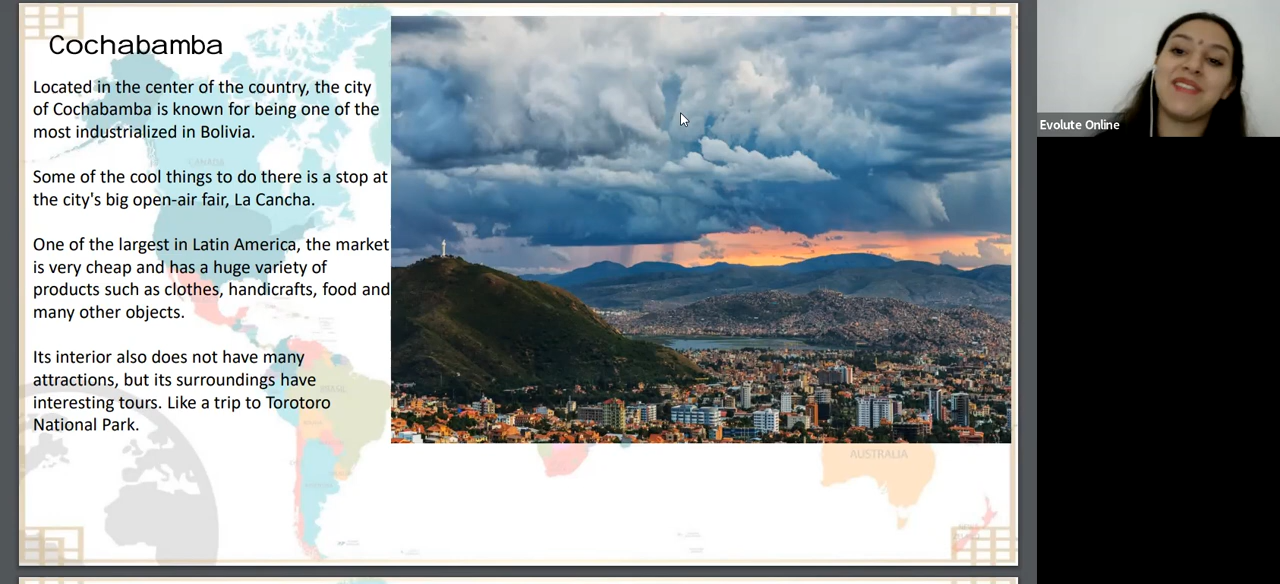 Cochabamba
Located in the center of the country, the city
of Cochabamba is known for being one of the
most industrialized in Bolivia.
Some of the cool things to do there is a stop at
the city's big open-air fair, La Cancha.
One of the largest in Latin America, the market
is very cheap and has a huge variety of
products such as clothes, handicrafts, food and
many other objects.
Its interior also does not have many
attractions, but its surroundings have
interesting tours. Like a trip to Torotoro
National Park.
CANADA
BRASIL
AUSTRALIA
Evolute Online